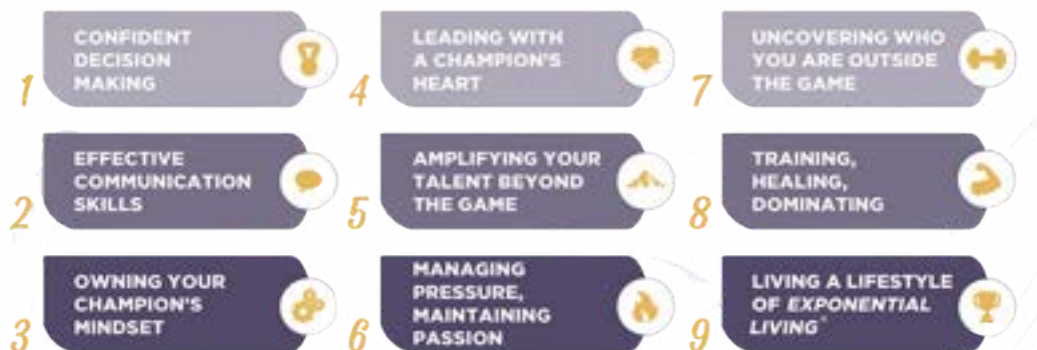 1
CONFIDENT
DECISION
MAKING
2
EFFECTIVE
COMMUNICATION
SKILLS
3
OWNING YOUR
CHAMPION'S
MINDSET
4
LEADING WITH
A CHAMPION'S
HEART
5
AMPLIFYING YOUR
TALENT BEYOND
THE GAME
6
MANAGING
PRESSURE,
MAINTAINING
PASSION
7
UNCOVERING WHO
YOU ARE OUTSIDE
THE GAME
8
TRAINING,
HEALING,
DOMINATING
9
LIVING A LIFESTYLE
OF EXPONENTIAL
LIVING®